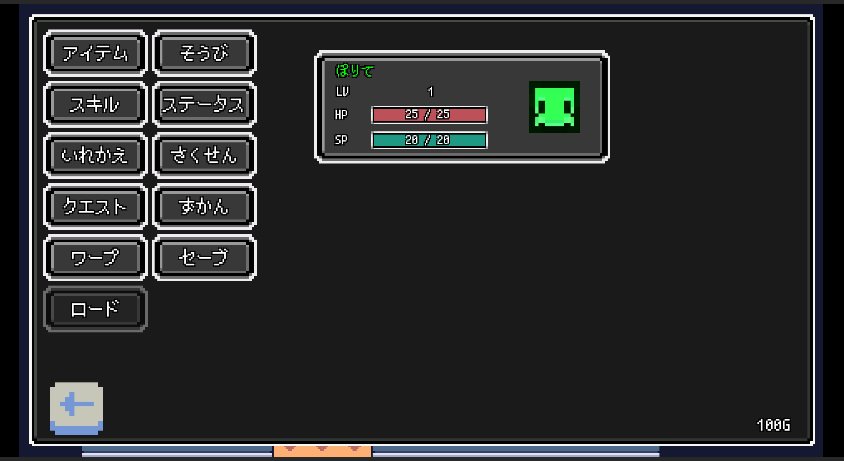 アイテム そうび
スキル ステータス
いれかえ さくせん
クエスト ずかん
ワープ セーブ
ロード
ぽりて
LV 1
HP 25 / 25
SP 20 / 20
100G